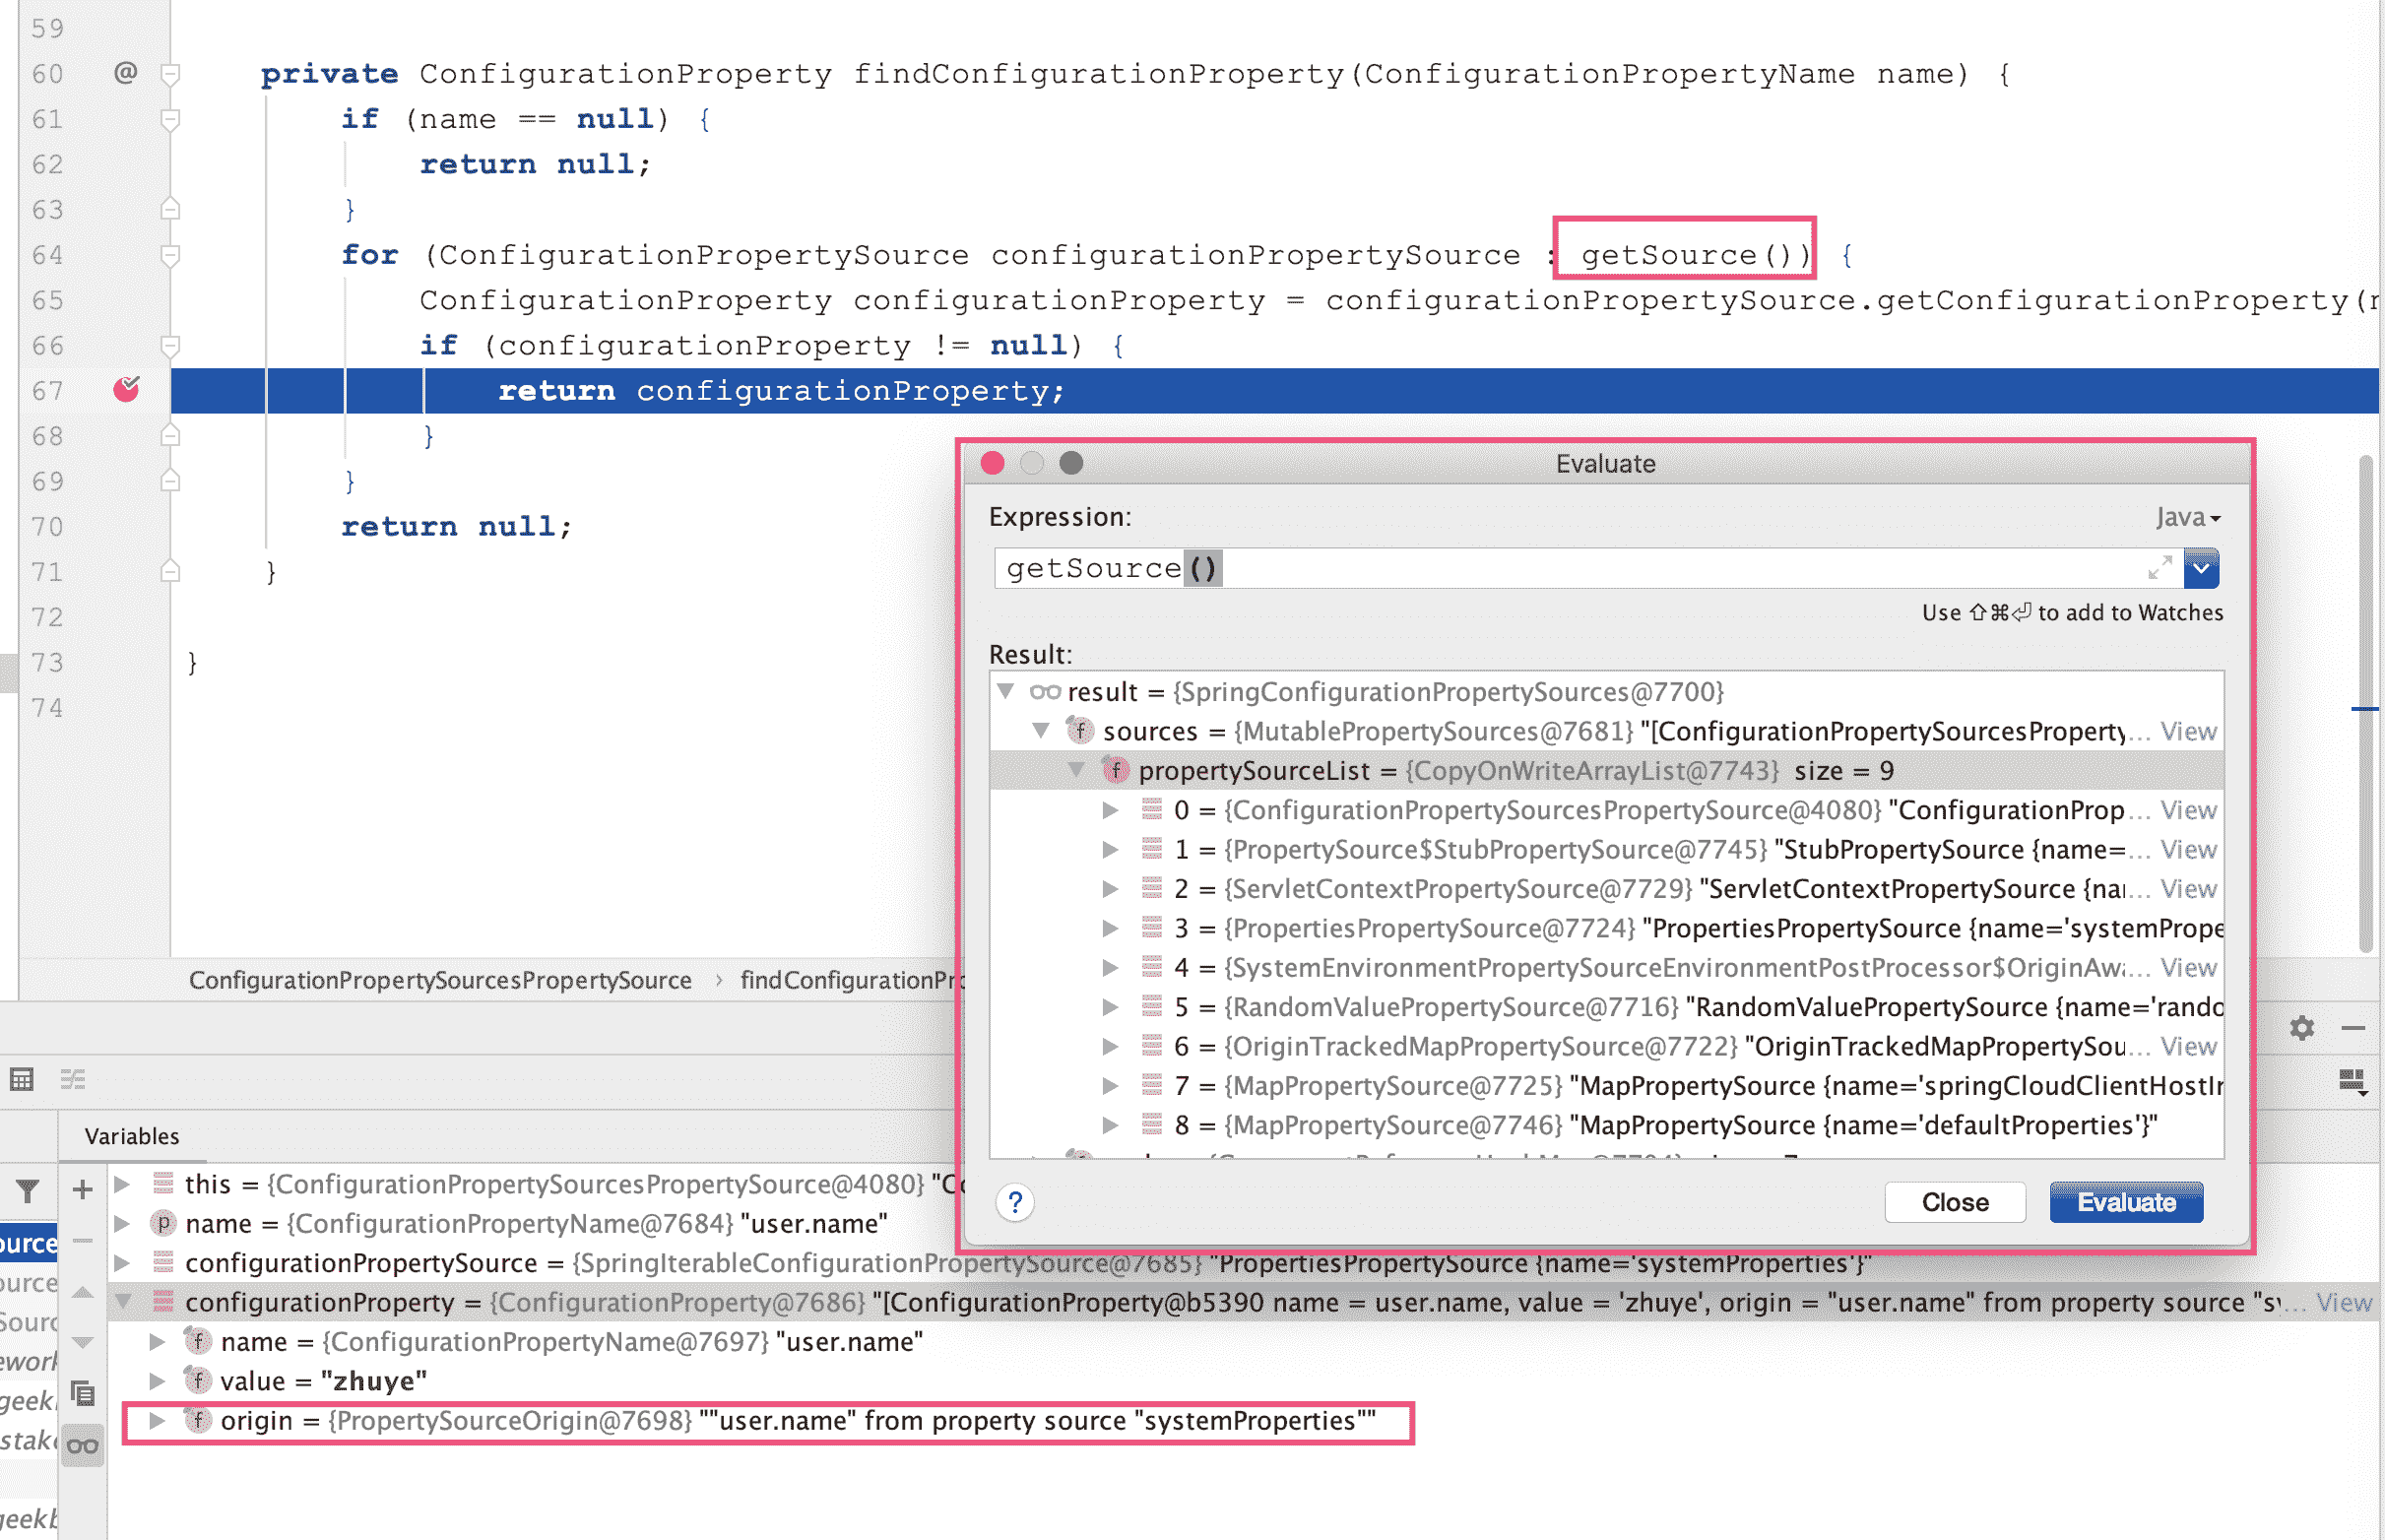 59
60 @ private ConfigurationProperty findConfigurationProperty(ConfigurationPropertyName name) {
61 if (name == null) {
62 return null;
63 }
64 for (ConfigurationPropertySource configurationPropertySource : getSource()) {
65 ConfigurationProperty configurationProperty = configurationPropertySource.getConfigurationProperty(
66 if (configurationProperty != null) {
67 return configurationProperty;
68 }
69 }
70 return null;
71 }
72
73 }
74
Evaluate
Expression:
Java
getSource()
Use ⇧⌘⏎ to add to Watches
Result:
result = {SpringConfigurationPropertySources@7700}
sources = {MutablePropertySources@7681} "[ConfigurationPropertySourcesProperty... View
propertySourceList = {CopyOnWriteArrayList@7743} size = 9
0 = {ConfigurationPropertySourcesPropertySource@4080} "ConfigurationProp... View
1 = {PropertySource$StubPropertySource@7745} "StubPropertySource {name=... View
2 = {ServletContextPropertySource@7729} "ServletContextPropertySource {na... View
3 = {PropertiesPropertySource@7724} "PropertiesPropertySource {name='systemPrope
4 = {SystemEnvironmentPropertySourceEnvironmentPostProcessor$OriginAw... View
5 = {RandomValuePropertySource@7716} "RandomValuePropertySource {name='rando
6 = {OriginTrackedMapPropertySource@7722} "OriginTrackedMapPropertySou... View
7 = {MapPropertySource@7725} "MapPropertySource {name='springCloudClientHostIn
8 = {MapPropertySource@7746} "MapPropertySource {name='defaultProperties'}"
? Close Evaluate
ConfigurationPropertySourcesPropertySource › findConfigurationPro
Variables
this = {ConfigurationPropertySourcesPropertySource@4080} "Co
name = {ConfigurationPropertyName@7684} "user.name"
configurationPropertySource = {SpringIterableConfigurationPropertySource@7685} "PropertiesPropertySource {name='systemProperties'}"
configurationProperty = {ConfigurationProperty@7686} "[ConfigurationProperty@b5390 name = user.name, value = 'zhuye', origin = "user.name" from property source "sy... View
name = {ConfigurationPropertyName@7697} "user.name"
value = "zhuye"
origin = {PropertySourceOrigin@7698} ""user.name" from property source "systemProperties""
ource
ource
Sourc
ework
geek
stake
geekb